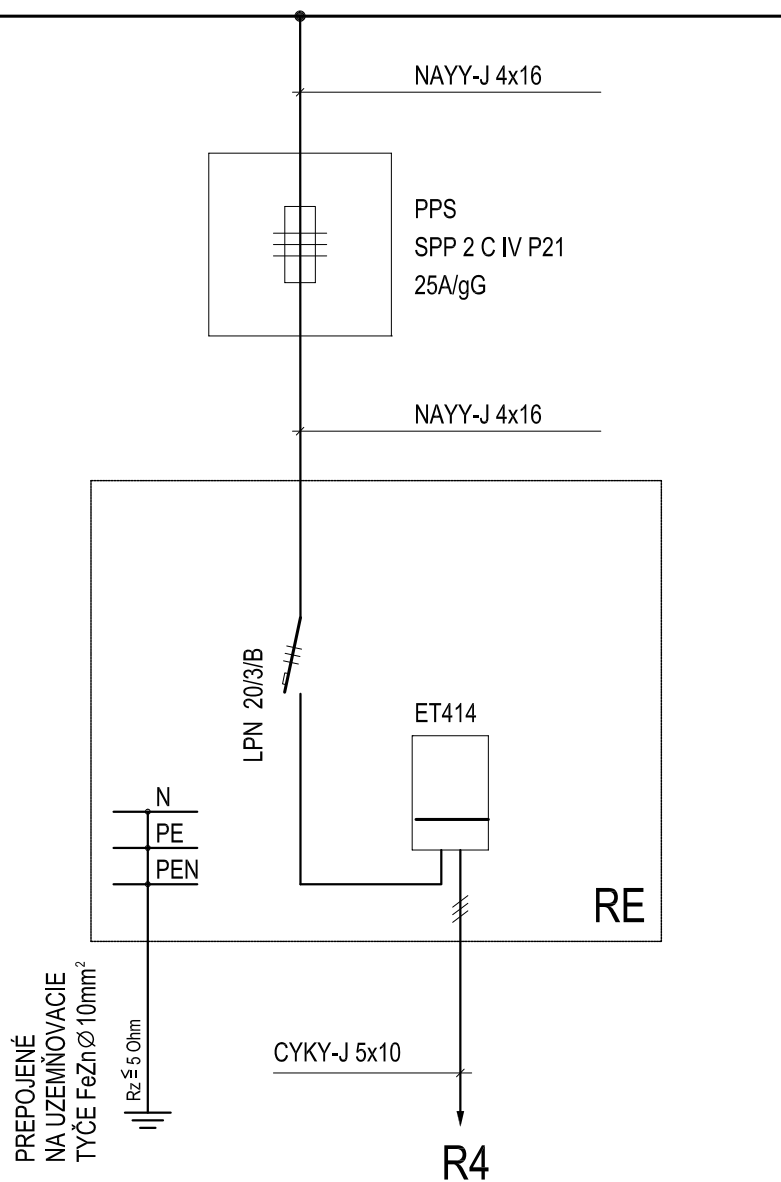 NAYY-J 4x16
PPS
SPP 2 C IV P21
25A/gG
NAYY-J 4x16
LPN 20/3/B
ET414
N
PE
PEN
RE
PREPOJENÉ
NA UZEMŇOVACIE
TYČE FeZn∅10mm²
Rz ≦ 5 Ohm
CYKY-J 5x10
R4